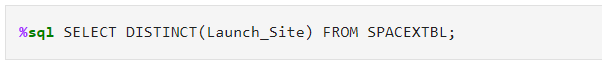 %sql SELECT DISTINCT(Launch_Site) FROM SPACEXTBL;